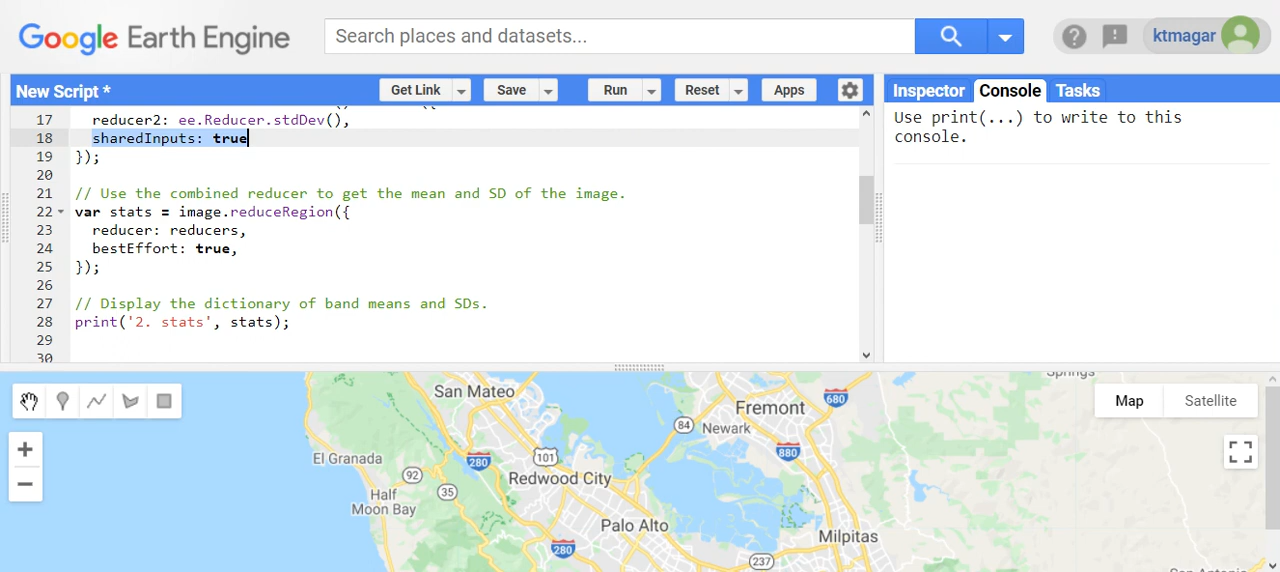 Google Earth Engine
Search places and datasets...
ktmagar
New Script *
Get Link
Save
Run
Reset
Apps
Inspector
Console
Tasks
17 reducer2: ee.Reducer.stdDev(),
18 sharedInputs: true
19 });
20
21 // Use the combined reducer to get the mean and SD of the image.
22 var stats = image.reduceRegion({
23 reducer: reducers,
24 bestEffort: true,
25 });
26
27 // Display the dictionary of band means and SDs.
28 print('2. stats', stats);
29
30
Use print(...) to write to this
console.
Map
Satellite
San Mateo
Fremont
680
84
Newark
El Granada
92
280
101
880
Redwood City
35
Half
Moon Bay
Palo Alto
Milpitas
280
237